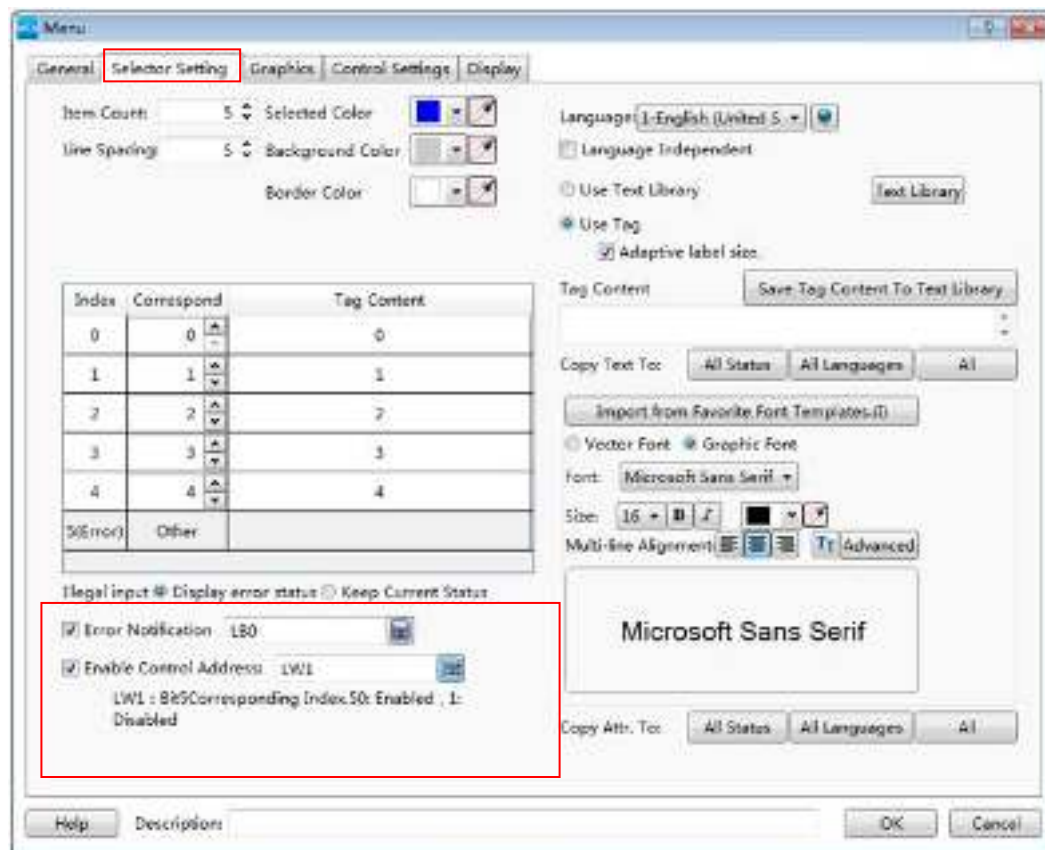 Menu
General Selector Setting Graphics Control Settings Display
Item Count: 5 Selected Color
Line Spacing: 5 Background Color
Border Color
Language: 1-English (United S
Language Independent
Use Text Library Text Library
Use Tag
Adaptive label size
Index Correspond Tag Content
0 0 0
1 1 1
2 2 2
3 3 3
4 4 4
5(Error) Other
Illegal input Display error status Keep Current Status
Error Notification LB0
Enable Control Address: LW1
LW1 : Bit5Corresponding Index.50: Enabled , 1:
Disabled
Tag Content Save Tag Content To Text Library
Copy Text To: All Status All Languages All
Import from Favorite Font Templates.(I)
Vector Font Graphic Font
Font: Microsoft Sans Serif
Size: 16 B I
Multi-line Alignment: Advanced
Microsoft Sans Serif
Copy Attr. To: All Status All Languages All
Help Description: OK Cancel